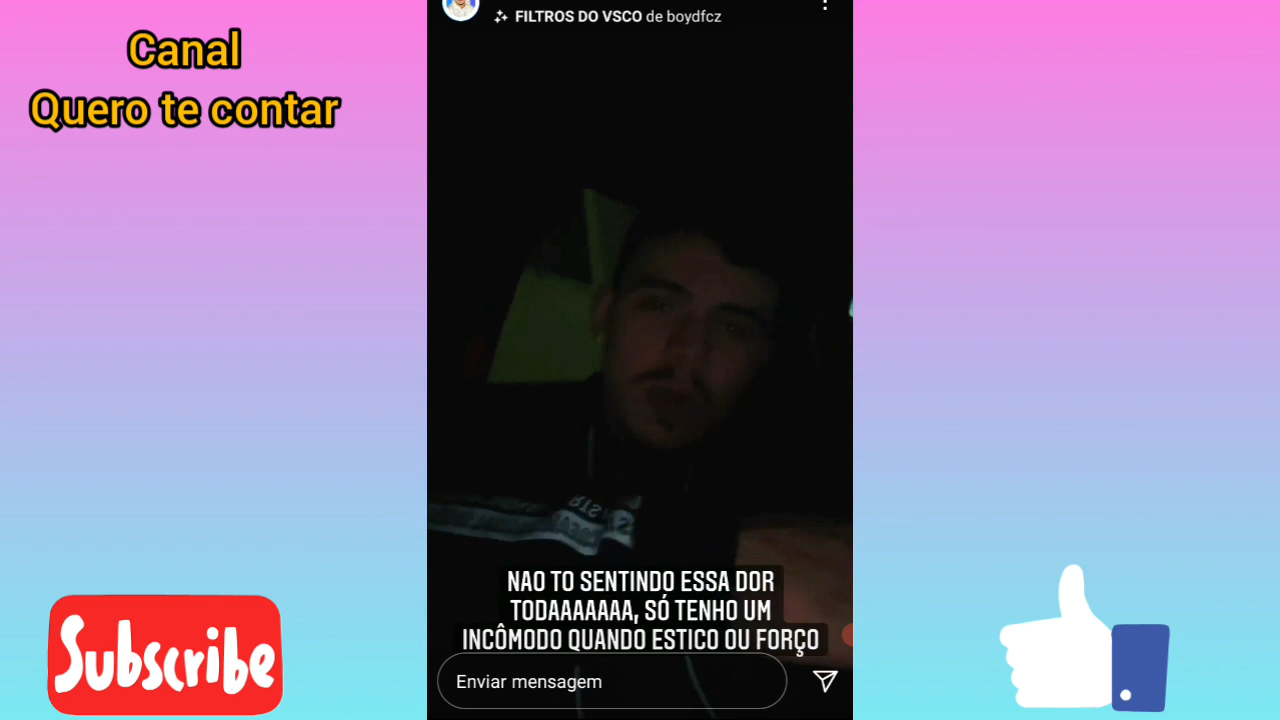 Canal
Quero te contar
FILTROS DO VSCO de boydfcz
NAO TO SENTINDO ESSA DOR
TODAAAAAAA, SÓ TENHO UM
INCÔMODO QUANDO ESTICO OU FORÇO
Enviar mensagem
Subscribe